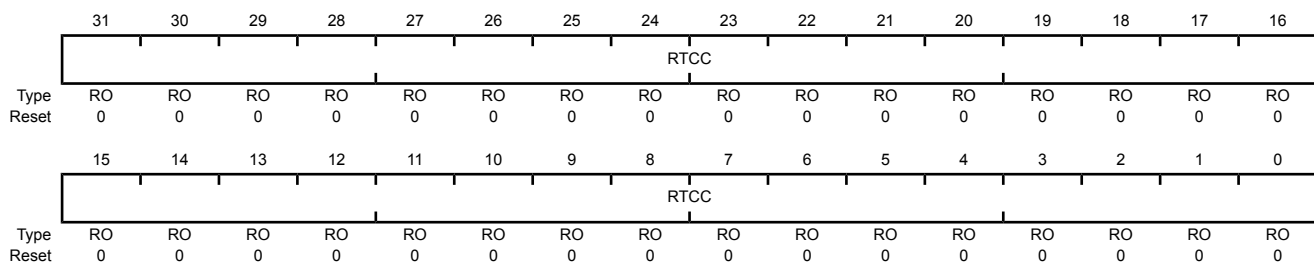 31 30 29 28 27 26 25 24 23 22 21 20 19 18 17 16
RTCC
Type RO RO RO RO RO RO RO RO RO RO RO RO RO RO RO RO
Reset 0 0 0 0 0 0 0 0 0 0 0 0 0 0 0 0
15 14 13 12 11 10 9 8 7 6 5 4 3 2 1 0
RTCC
Type RO RO RO RO RO RO RO RO RO RO RO RO RO RO RO RO
Reset 0 0 0 0 0 0 0 0 0 0 0 0 0 0 0 0